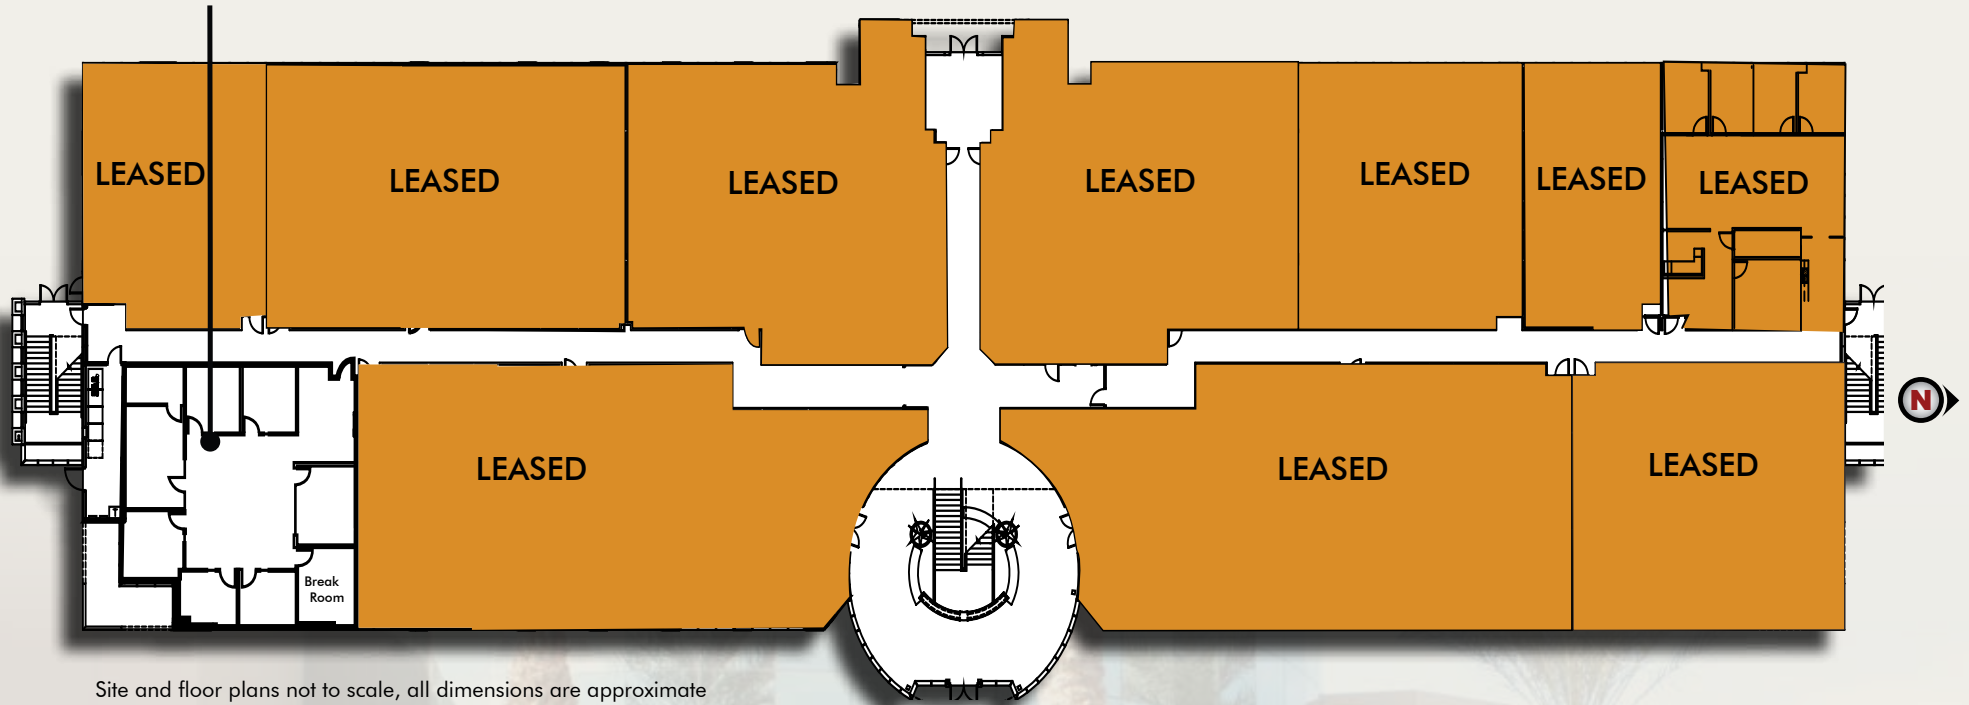 LEASED
LEASED
LEASED
LEASED
LEASED
LEASED
LEASED
N
LEASED
LEASED
LEASED
Break
Room
Site and floor plans not to scale, all dimensions are approximate